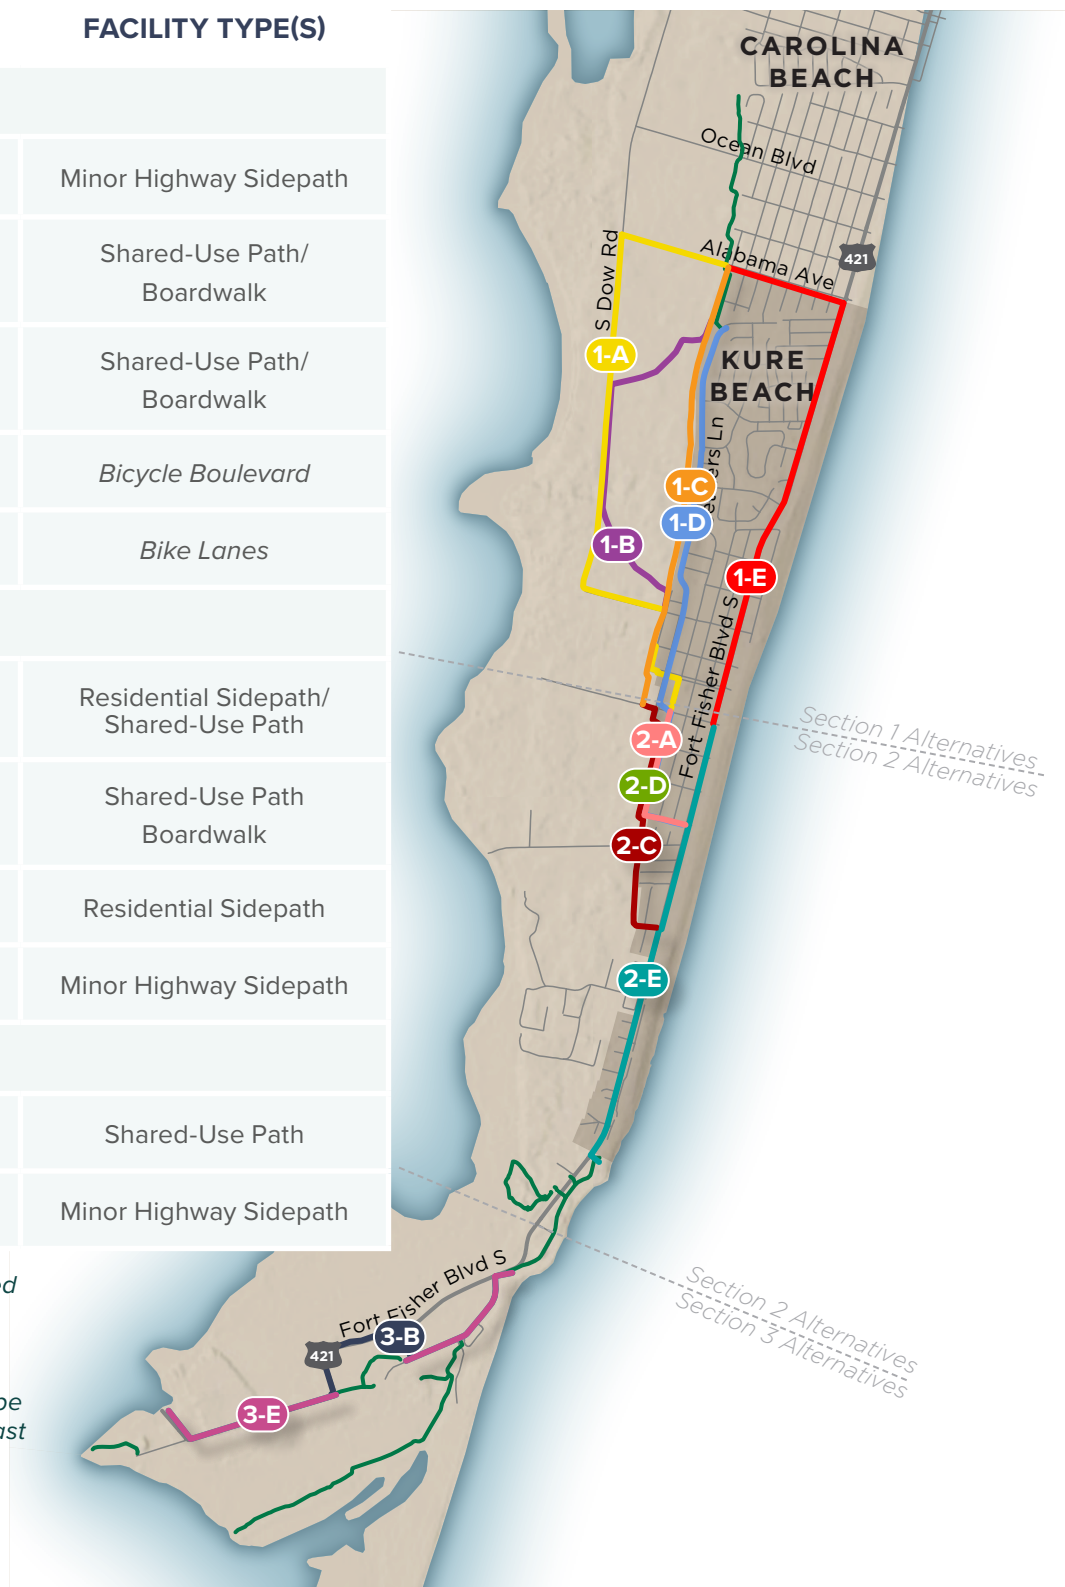 FACILITY TYPE(S)
Minor Highway Sidepath
Shared-Use Path/
Boardwalk
Shared-Use Path/
Boardwalk
Bicycle Boulevard
Bike Lanes
Residential Sidepath/
Shared-Use Path
Shared-Use Path
Boardwalk
Residential Sidepath
Minor Highway Sidepath
Shared-Use Path
Minor Highway Sidepath
CAROLINA
BEACH
Ocean Blvd
S Dow Rd
Alabama Ave
421
1-A
KURE
BEACH
1-C
1-D
1-B
1-E
Fort Fisher Blvd S
Section 1 Alternatives
Section 2 Alternatives
2-A
2-D
2-C
2-E
Section 2 Alternatives
Section 3 Alternatives
Fort Fisher Blvd S
3-B
421
3-E